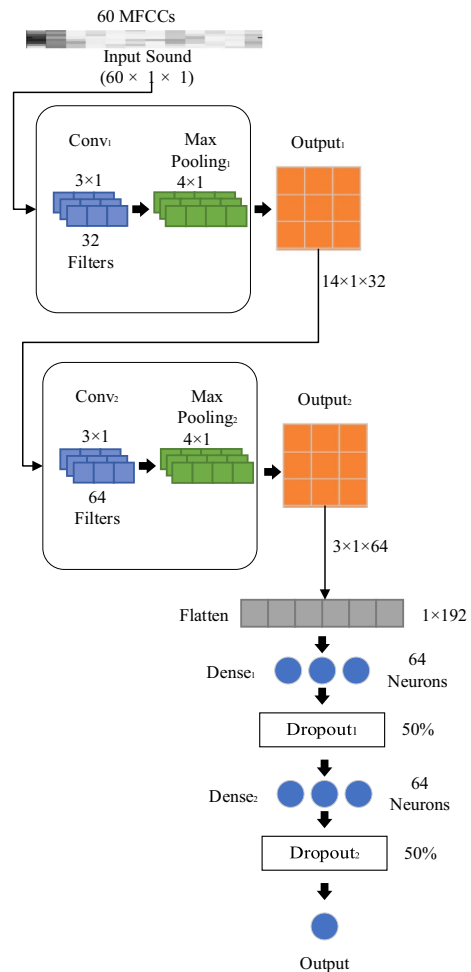 60 MFCCs
Input Sound
(60 × 1 × 1)
Conv₁
Max
Pooling₁
Output₁
3×1
4×1
32
Filters
14×1×32
Conv₂
Max
Pooling₂
Output₂
3×1
4×1
64
Filters
3×1×64
Flatten
1×192
Dense₁
64
Neurons
Dropout₁
50%
Dense₂
64
Neurons
Dropout₂
50%
Output